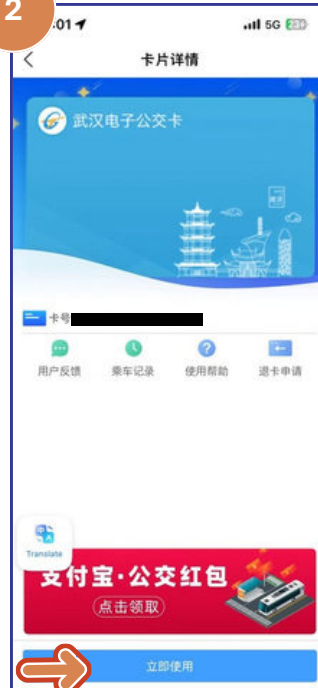 2
:01
5G 23
卡片详情
武汉电子公交卡
卡号
用户反馈 乘车记录 使用帮助 退卡申请
Translate
支付宝·公交红包
点击领取
立即使用